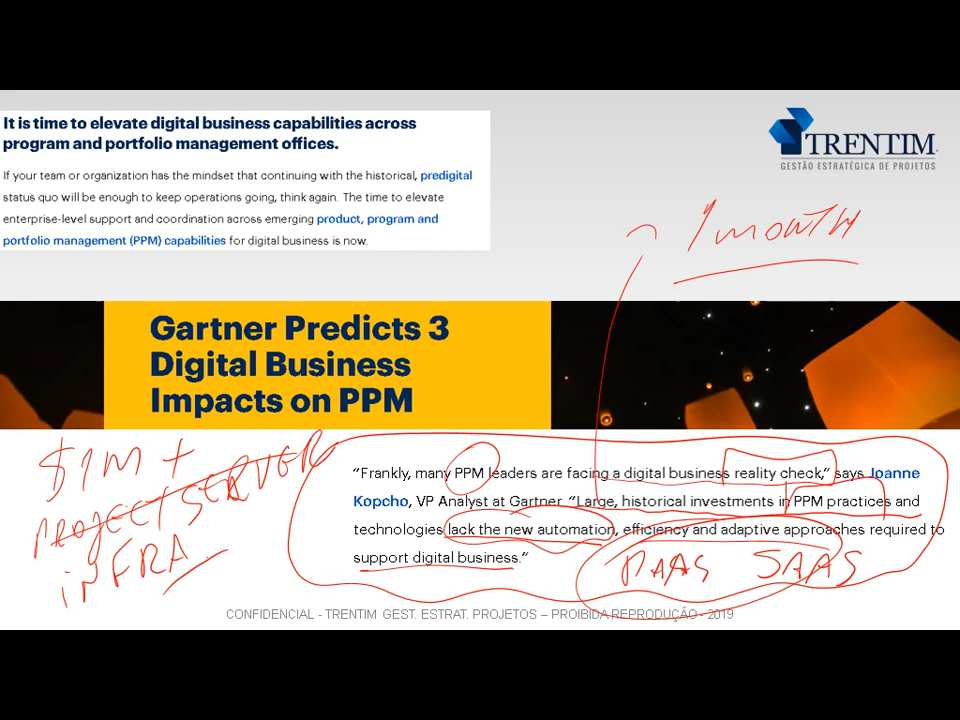 It is time to elevate digital business capabilities across
program and portfolio management offices.
If your team or organization has the mindset that continuing with the historical, predigital
status quo will be enough to keep operations going, think again. The time to elevate
enterprise-level support and coordination across emerging product, program and
portfolio management (PPM) capabilities for digital business is now.
TRENTIM
GESTÃO ESTRATÉGICA DE PROJETOS
1 MONTH
Gartner Predicts 3
Digital Business
Impacts on PPM
$1M +
PROJECT SERVER
INFRA
“Frankly, many PPM leaders are facing a digital business reality check,” says Joanne
Kopcho, VP Analyst at Gartner. “Large, historical investments in PPM practices and
technologies lack the new automation, efficiency and adaptive approaches required to
support digital business.”
PAAS SAAS
CONFIDENCIAL - TRENTIM GEST. ESTRAT. PROJETOS – PROIBIDA REPRODUÇÃO - 2019